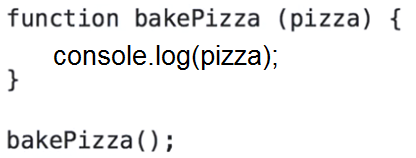 function bakePizza (pizza) {
console.log(pizza);
}
bakePizza();